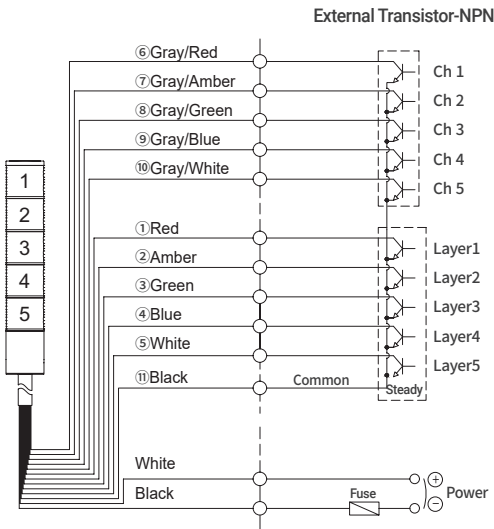 External Transistor-NPN
⑥Gray/Red
Ch 1
⑦Gray/Amber
Ch 2
⑧Gray/Green
Ch 3
⑨Gray/Blue
Ch 4
⑩Gray/White
Ch 5
1
2
3
4
5
①Red
Layer1
②Amber
Layer2
③Green
Layer3
④Blue
Layer4
⑤White
Layer5
⑪Black
Common
Steady
White
+
Black
Fuse
−
Power